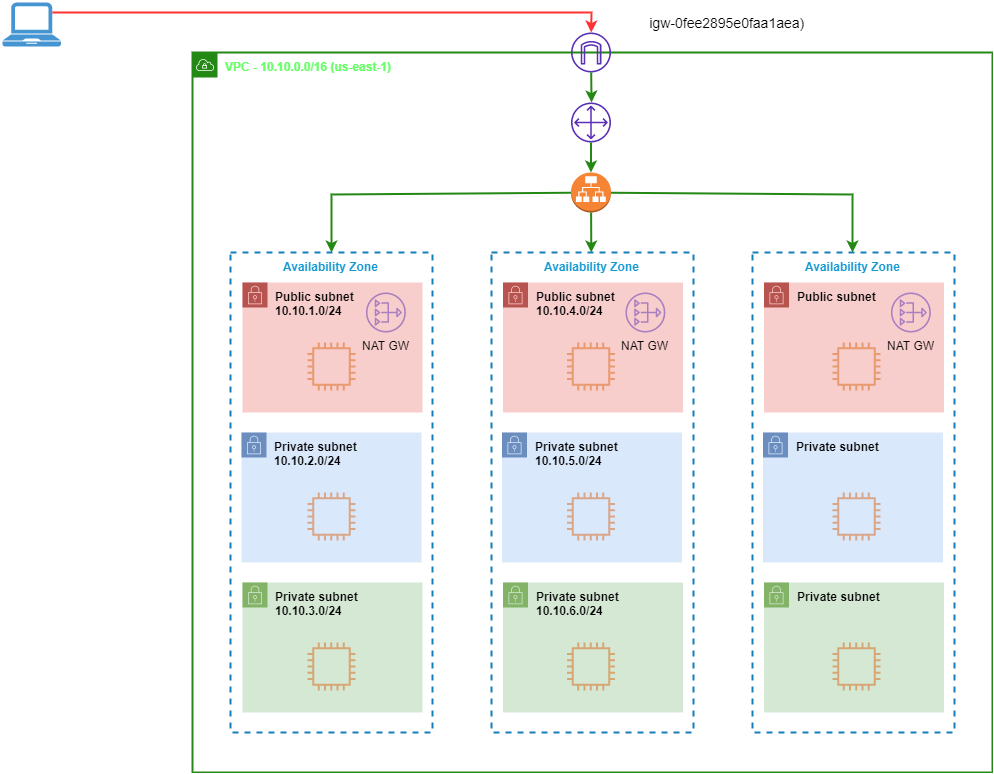 igw-0fee2895e0faa1aea)
VPC - 10.10.0.0/16 (us-east-1)
Availability Zone
Public subnet
10.10.1.0/24
NAT GW
Private subnet
10.10.2.0/24
Private subnet
10.10.3.0/24
Availability Zone
Public subnet
10.10.4.0/24
NAT GW
Private subnet
10.10.5.0/24
Private subnet
10.10.6.0/24
Availability Zone
Public subnet
NAT GW
Private subnet
Private subnet